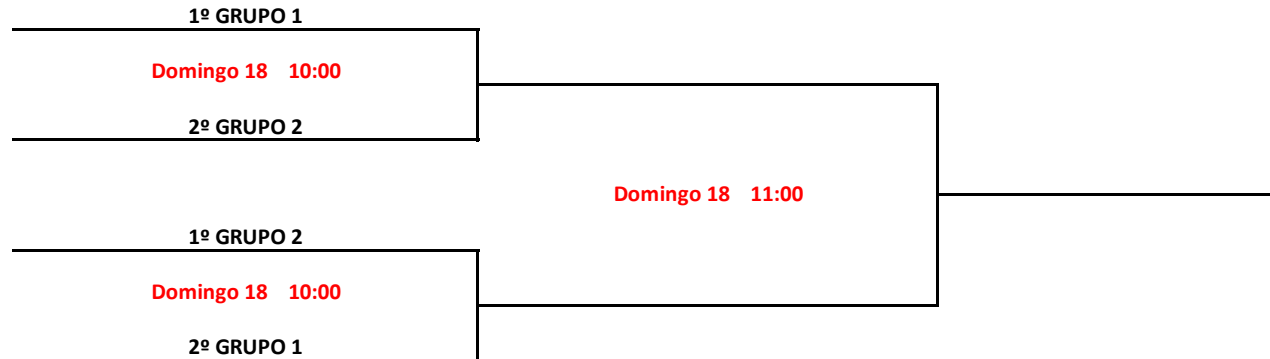 1º GRUPO 1
Domingo 18 10:00
2º GRUPO 2
Domingo 18 11:00
1º GRUPO 2
Domingo 18 10:00
2º GRUPO 1